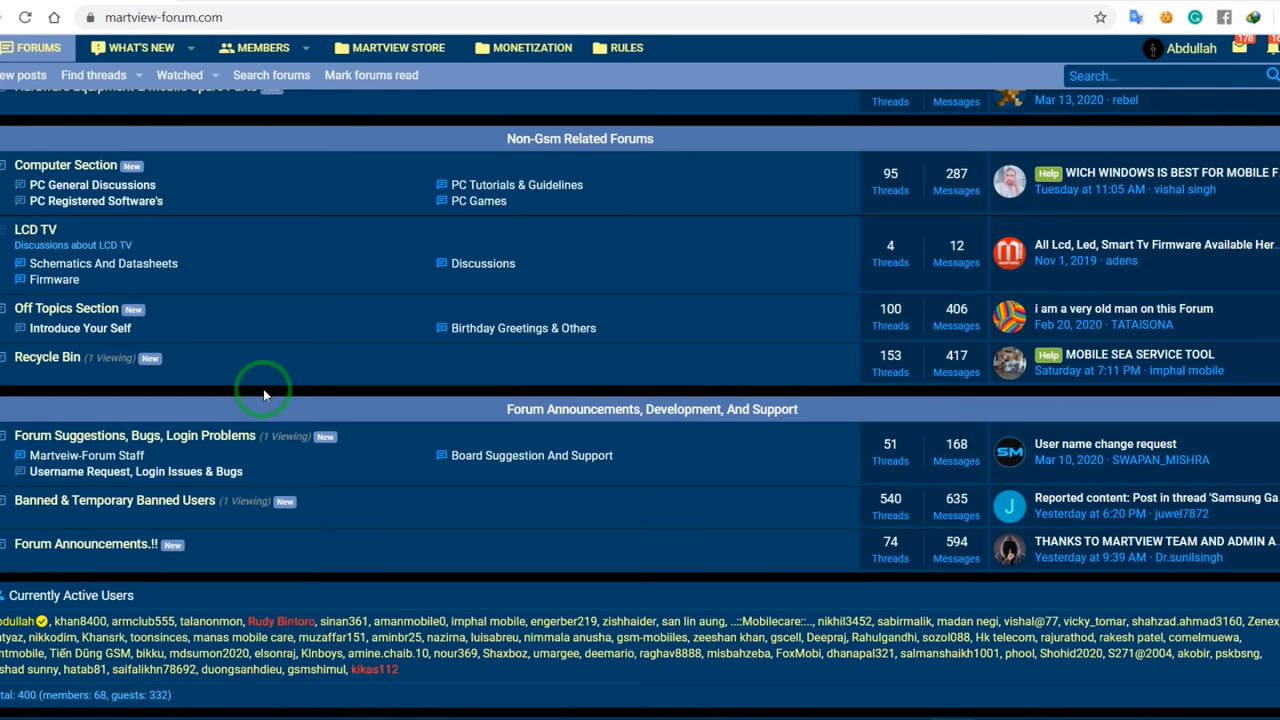 martview-forum.com
FORUMS WHAT'S NEW MEMBERS MARTVIEW STORE MONETIZATION RULES Abdullah 178
posts Find threads Watched Search forums Mark forums read Search...
Threads Messages Mar 13, 2020 · rebel
Non-Gsm Related Forums
Computer Section New
PC General Discussions PC Tutorials & Guidelines
PC Registered Software's PC Games
95 287
Threads Messages
Help WICH WINDOWS IS BEST FOR MOBILE F
Tuesday at 11:05 AM · vishal singh
LCD TV
Discussions about LCD TV
Schematics And Datasheets Discussions
Firmware
4 12
Threads Messages
All Lcd, Led, Smart Tv Firmware Available Her
Nov 1, 2019 · adens
Off Topics Section New
Introduce Your Self Birthday Greetings & Others
100 406
Threads Messages
i am a very old man on this Forum
Feb 20, 2020 · TATAISONA
Recycle Bin (1 Viewing) New
153 417
Threads Messages
Help MOBILE SEA SERVICE TOOL
Saturday at 7:11 PM · imphal mobile
Forum Announcements, Development, And Support
Forum Suggestions, Bugs, Login Problems (1 Viewing) New
Martveiw-Forum Staff Board Suggestion And Support
Username Request, Login Issues & Bugs
51 168
Threads Messages
SM
User name change request
Mar 10, 2020 · SWAPAN_MISHRA
Banned & Temporary Banned Users (1 Viewing) New
540 635
Threads Messages
J
Reported content: Post in thread 'Samsung Ga
Yesterday at 6:20 PM · juwel7872
Forum Announcements.!! New
74 594
Threads Messages
THANKS TO MARTVIEW TEAM AND ADMIN A
Yesterday at 9:39 AM · Dr.sunilsingh
Currently Active Users
bdullah, khan8400, armclub555, talanonmon, Rudy Bintoro, sinan361, amanmobile0, imphal mobile, engerber219, zishhaider, san lin aung, ..::Mobilecare::.., nikhil3452, sabirmalik, madan negi, vishal@77, vicky_tomar, shahzad.ahmad3160, Zenex
ntyaz, nikkodim, Khansrk, toonsinces, manas mobile care, muzaffar151, aminbr25, nazirna, luisabreu, nimmala anusha, gsm-mobiiles, zeeshan khan, gscell, Deepraj, Rahulgandhi, sozol088, Hk telecom, rajurathod, rakesh patel, comelmuewa,
ntmobile, Tiến Dũng GSM, bikku, mdsumon2020, elsonraj, KInboys, amine.chaib.10, nour369, Shaxboz, umargee, deemario, raghav8888, misbahzeba, FoxMobi, dhanapal321, salmanshaikh1001, phool, Shohid2020, S271@2004, akobir, pskbsng,
shad sunny, hatab81, saifalikhn78692, duongsanhdieu, gsmshimul, kikas112
tal: 400 (members: 68, guests: 332)